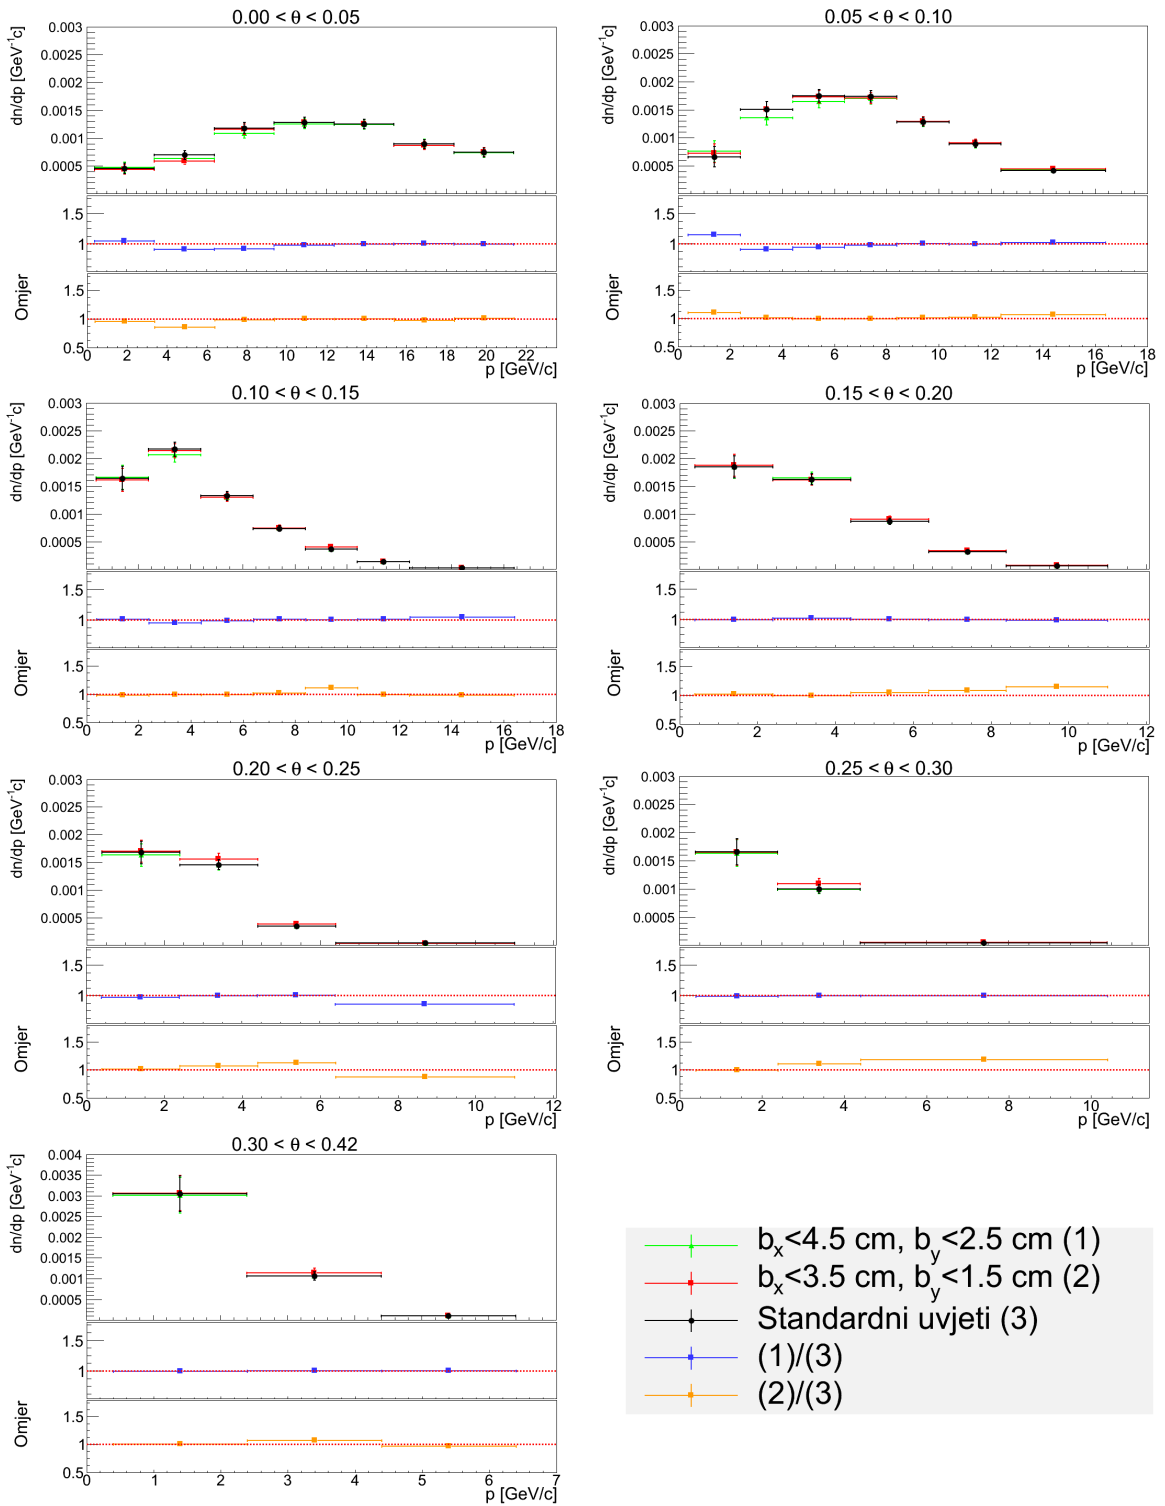 0.00 < θ < 0.05
dn/dp [GeV⁻¹c]
0.003
0.0025
0.002
0.0015
0.001
0.0005
1.5
1
Omjer
1.5
1
0.5
0 2 4 6 8 10 12 14 16 18 20 22
p [GeV/c]
0.05 < θ < 0.10
dn/dp [GeV⁻¹c]
0.003
0.0025
0.002
0.0015
0.001
0.0005
1.5
1
Omjer
1.5
1
0.5
0 2 4 6 8 10 12 14 16 18
p [GeV/c]
0.10 < θ < 0.15
dn/dp [GeV⁻¹c]
0.003
0.0025
0.002
0.0015
0.001
0.0005
1.5
1
Omjer
1.5
1
0.5
0 2 4 6 8 10 12 14 16 18
p [GeV/c]
0.15 < θ < 0.20
dn/dp [GeV⁻¹c]
0.003
0.0025
0.002
0.0015
0.001
0.0005
1.5
1
Omjer
1.5
1
0.5
0 2 4 6 8 10 12
p [GeV/c]
0.20 < θ < 0.25
dn/dp [GeV⁻¹c]
0.003
0.0025
0.002
0.0015
0.001
0.0005
1.5
1
Omjer
1.5
1
0.5
0 2 4 6 8 10 12
p [GeV/c]
0.25 < θ < 0.30
dn/dp [GeV⁻¹c]
0.003
0.0025
0.002
0.0015
0.001
0.0005
1.5
1
Omjer
1.5
1
0.5
0 2 4 6 8 10
p [GeV/c]
0.30 < θ < 0.42
dn/dp [GeV⁻¹c]
0.004
0.0035
0.003
0.0025
0.002
0.0015
0.001
0.0005
1.5
1
Omjer
1.5
1
0.5
0 1 2 3 4 5 6 7
p [GeV/c]
bₓ<4.5 cm, b_y<2.5 cm (1)
bₓ<3.5 cm, b_y<1.5 cm (2)
Standardni uvjeti (3)
(1)/(3)
(2)/(3)